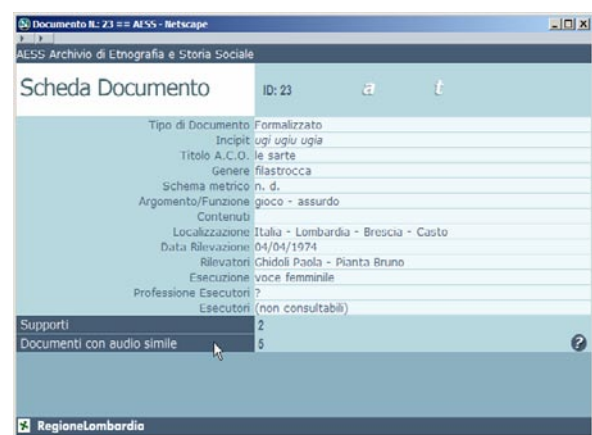 Documento N.: 23 == AESS - Netscape
AESS Archivio di Etnografia e Storia Sociale
Scheda Documento ID: 23 a t
Tipo di Documento Formalizzato
Incipit ugi ugiu ugia
Titolo A.C.O. le sarte
Genere filastrocca
Schema metrico n. d.
Argomento/Funzione gioco - assurdo
Contenuti
Localizzazione Italia - Lombardia - Brescia - Casto
Data Rilevazione 04/04/1974
Rilevatori Ghidoli Paola - Pianta Bruno
Esecuzione voce femminile
Professione Esecutori ?
Esecutori (non consultabili)
Supporti 2
Documenti con audio simile 5 ?
RegioneLombardia